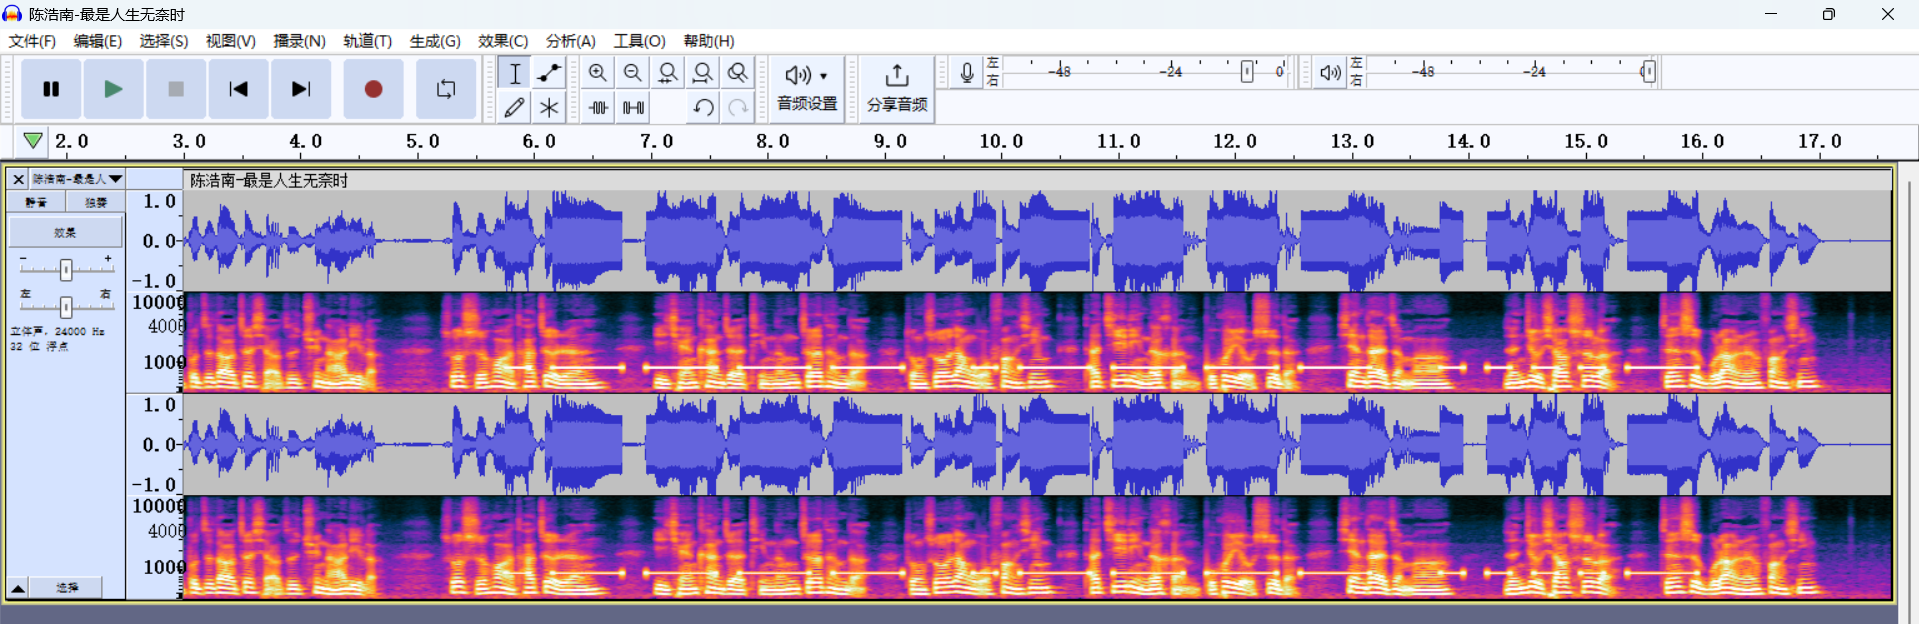 陈浩南-最是人生无奈时
文件(F) 编辑(E) 选择(S) 视图(V) 播录(N) 轨道(T) 生成(G) 效果(C) 分析(A) 工具(O) 帮助(H)
音频设置 分享音频
左 -48 -24 0
右
左 -48 -24 0
右
2.0 3.0 4.0 5.0 6.0 7.0 8.0 9.0 10.0 11.0 12.0 13.0 14.0 15.0 16.0 17.0
陈浩南-最是人
陈浩南-最是人生无奈时
静音 独奏
效果
- +
左 右
立体声, 24000 Hz
32 位 浮点
选择
1.0
0.0
-1.0
10000
4000
1000
1.0
0.0
-1.0
10000
4000
1000